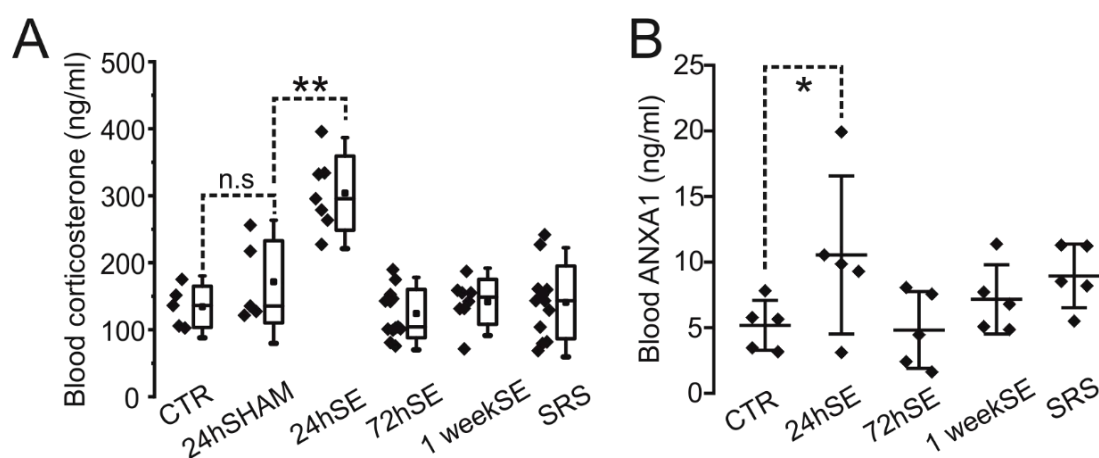 A
Blood corticosterone (ng/ml)
500
400
300
200
100
0
n.s
**
CTR
24hSHAM
24hSE
72hSE
1 weekSE
SRS
B
Blood ANXA1 (ng/ml)
25
20
15
10
5
0
*
CTR
24hSE
72hSE
1 weekSE
SRS